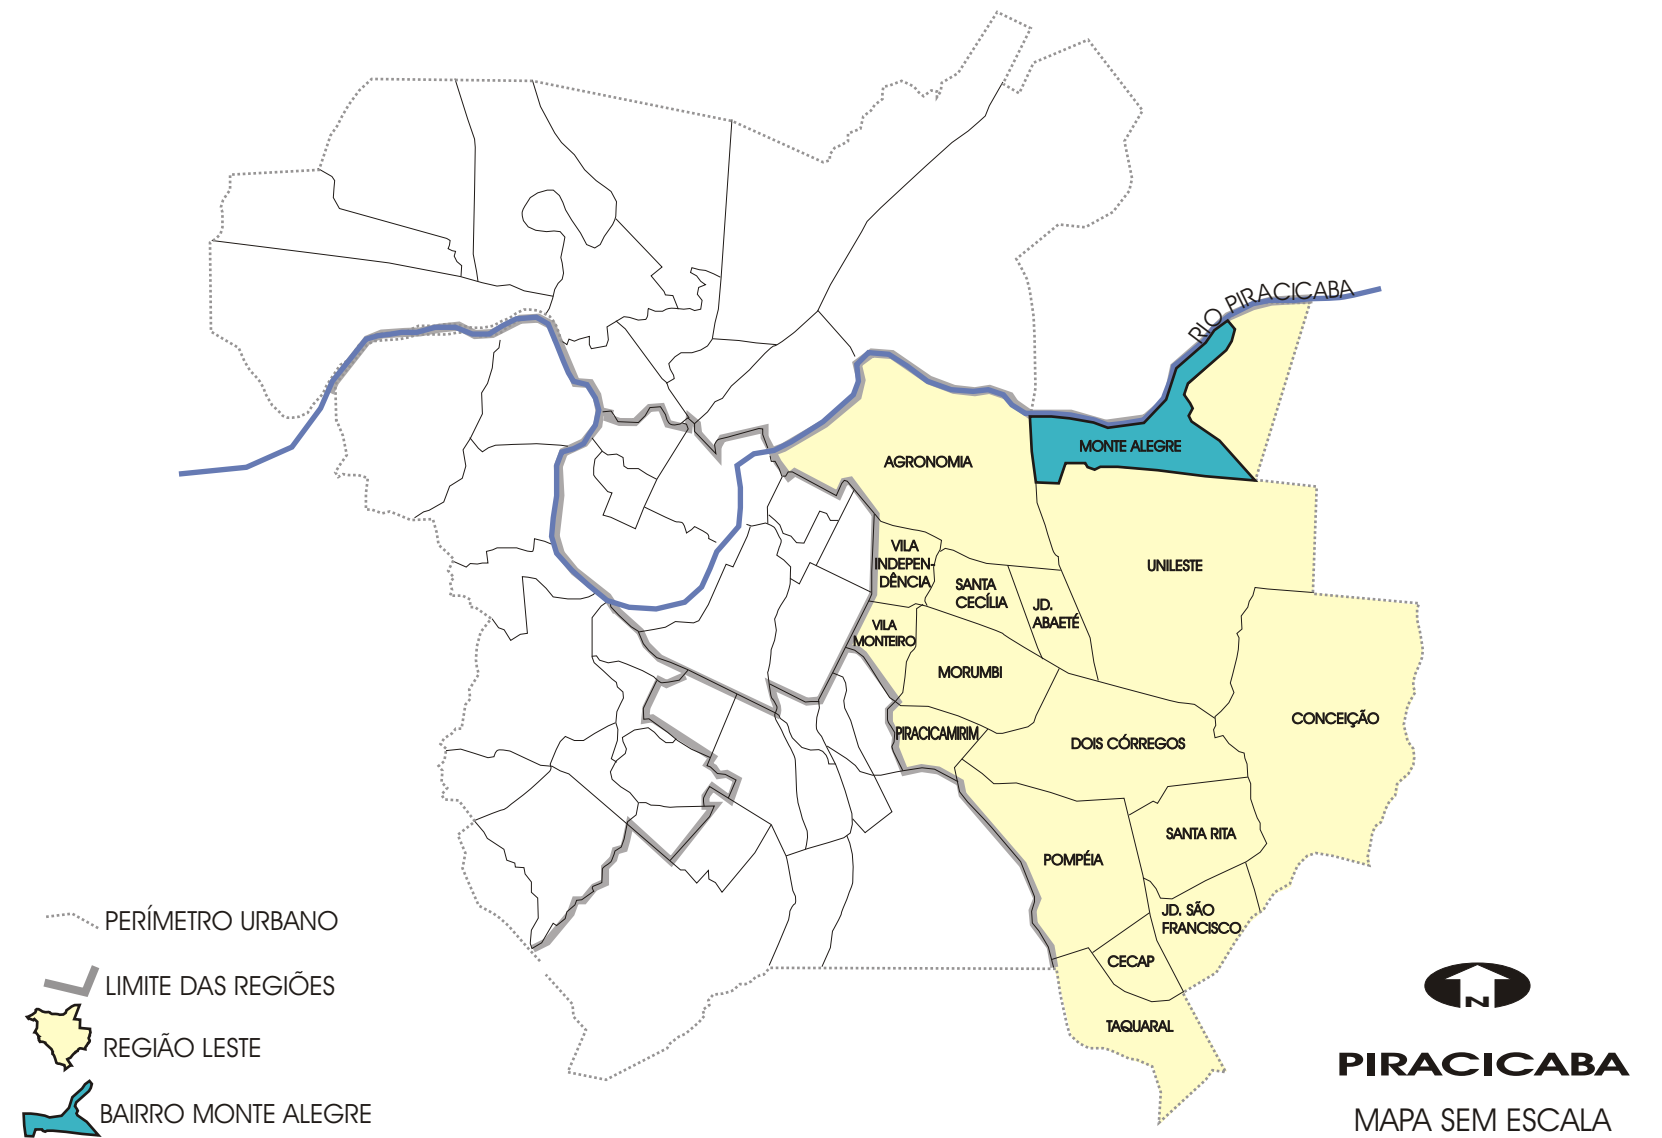 RIO PIRACICABA
MONTE ALEGRE
AGRONOMIA
VILA
INDEPEN-
DÊNCIA
SANTA
CECÍLIA
JD.
ABAETÉ
UNILESTE
VILA
MONTEIRO
MORUMBI
CONCEIÇÃO
PIRACICAMIRIM
DOIS CÓRREGOS
SANTA RITA
POMPÉIA
JD. SÃO
FRANCISCO
CECAP
TAQUARAL
PERÍMETRO URBANO
LIMITE DAS REGIÕES
REGIÃO LESTE
BAIRRO MONTE ALEGRE
N
PIRACICABA
MAPA SEM ESCALA